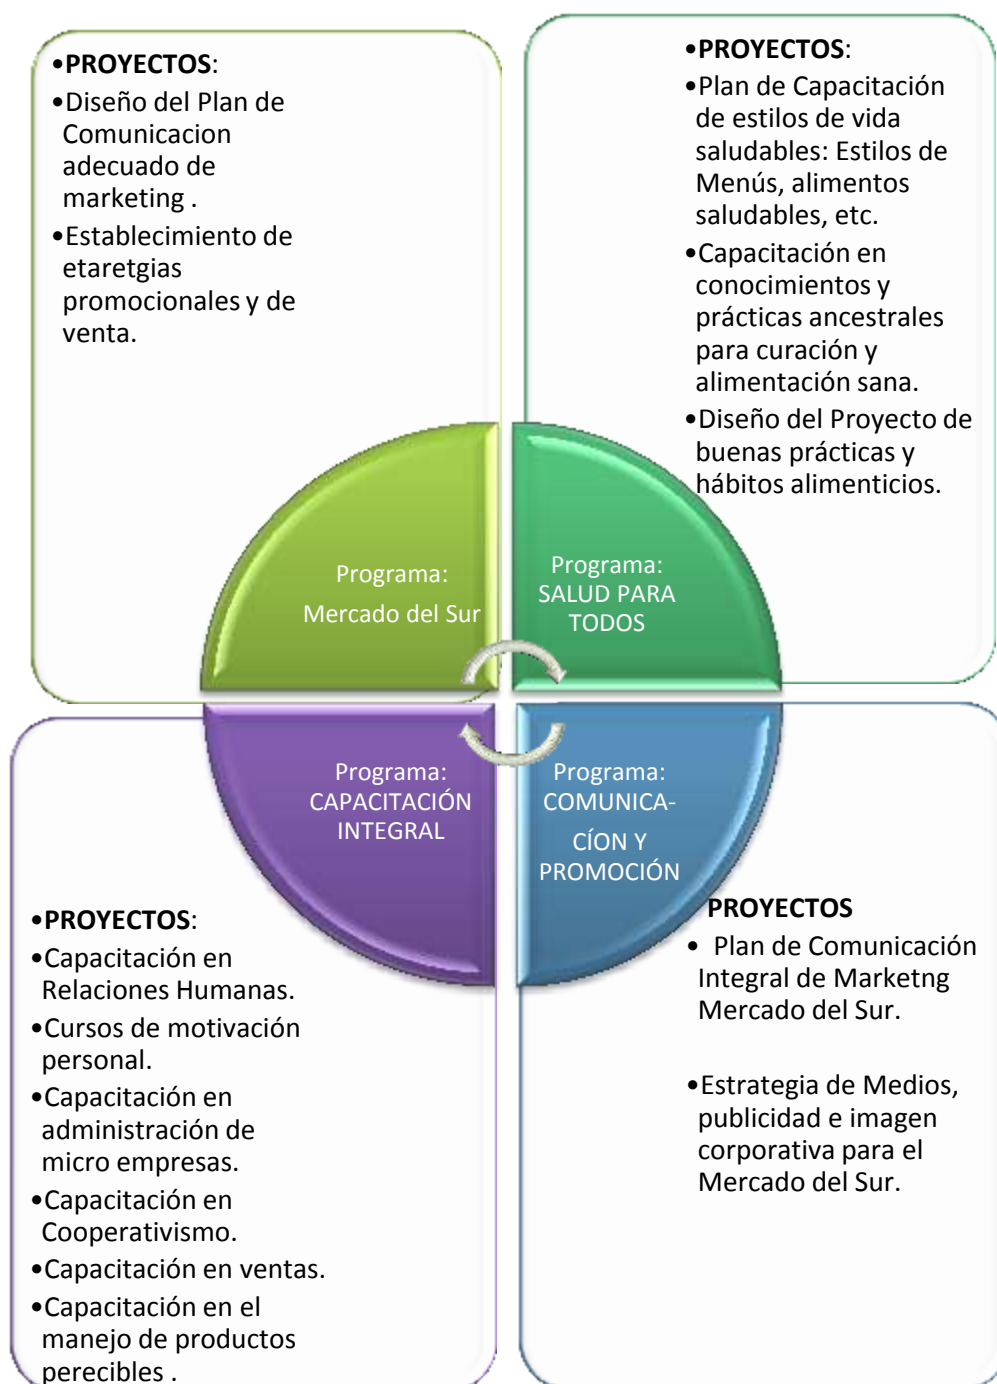 •PROYECTOS:
•Diseño del Plan de
Comunicacion
adecuado de
marketing .
•Establecimiento de
etaretgias
promocionales y de
venta.
•PROYECTOS:
•Plan de Capacitación
de estilos de vida
saludables: Estilos de
Menús, alimentos
saludables, etc.
•Capacitación en
conocimientos y
prácticas ancestrales
para curación y
alimentación sana.
•Diseño del Proyecto de
buenas prácticas y
hábitos alimenticios.
Programa:
Mercado del Sur
Programa:
SALUD PARA
TODOS
Programa:
CAPACITACIÓN
INTEGRAL
Programa:
COMUNICA-
CÍON Y
PROMOCIÓN
•PROYECTOS:
•Capacitación en
Relaciones Humanas.
•Cursos de motivación
personal.
•Capacitación en
administración de
micro empresas.
•Capacitación en
Cooperativismo.
•Capacitación en ventas.
•Capacitación en el
manejo de productos
perecibles .
PROYECTOS
• Plan de Comunicación
Integral de Marketng
Mercado del Sur.
•Estrategia de Medios,
publicidad e imagen
corporativa para el
Mercado del Sur.